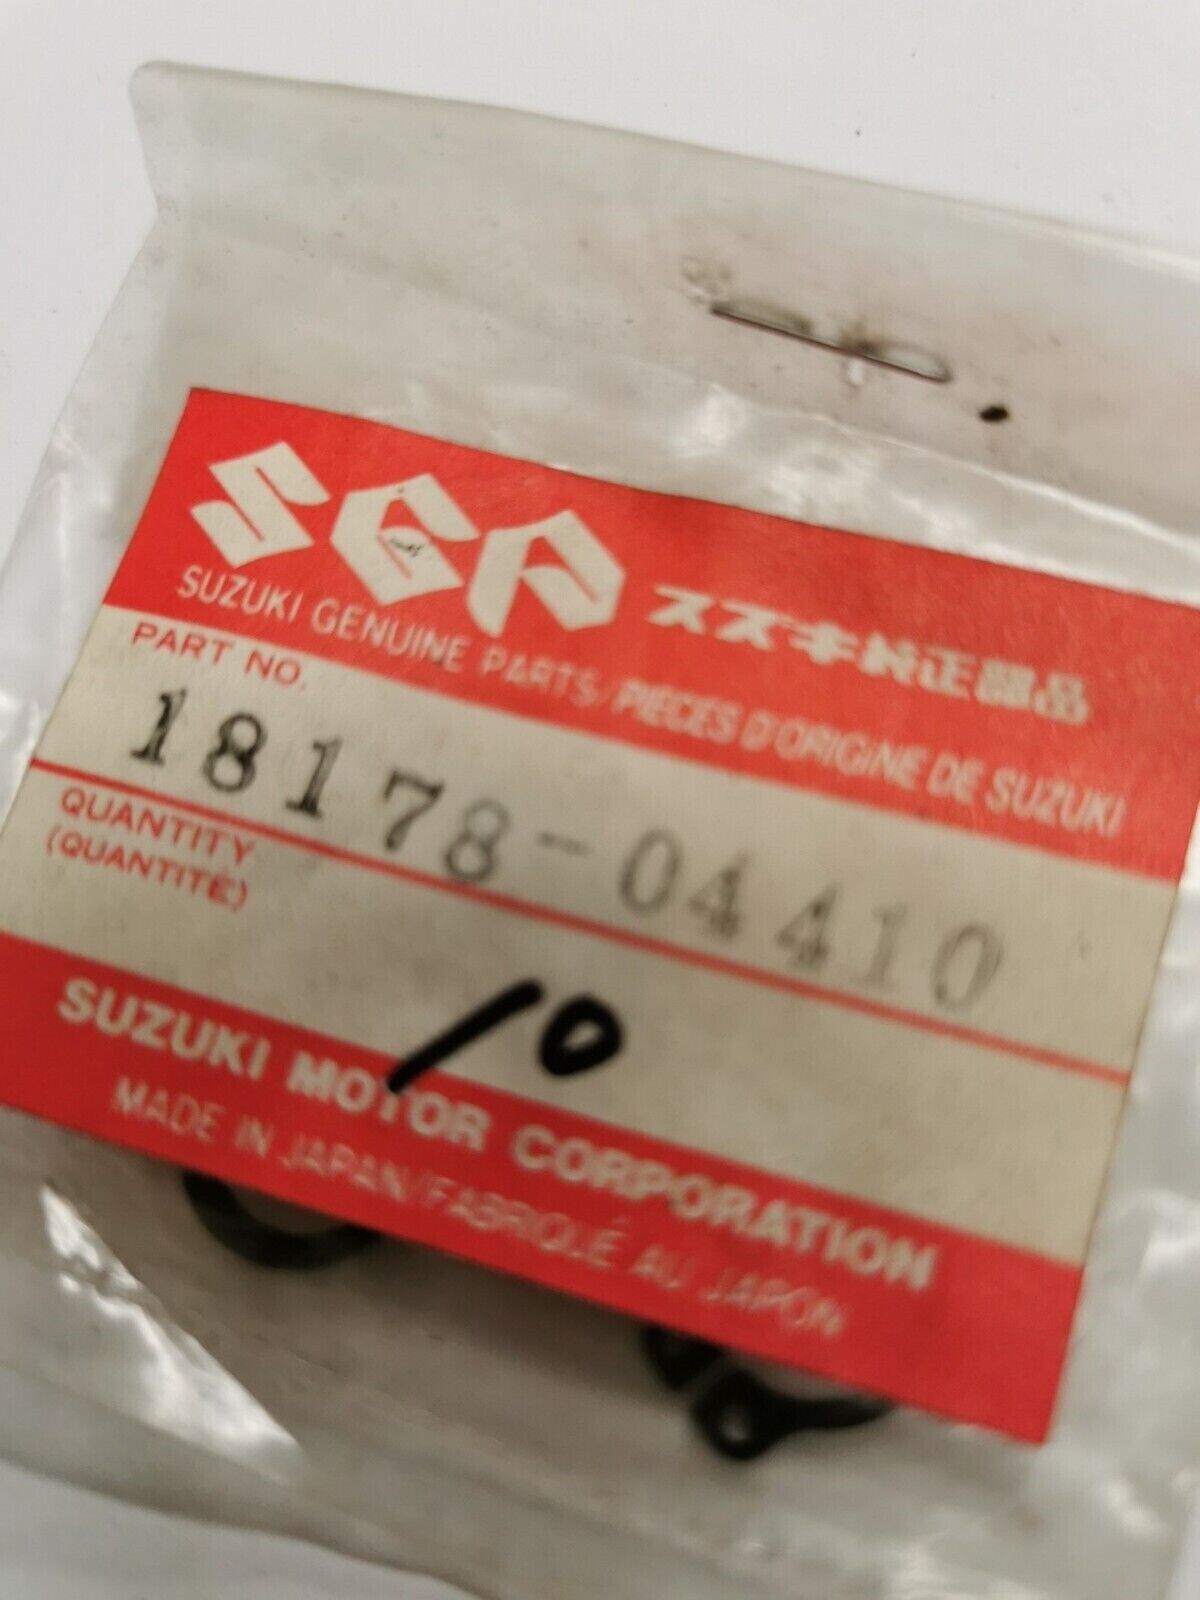 SGP スズキ純正部品
SUZUKI GENUINE PARTS/PIÈCES D'ORIGINE DE SUZUKI
PART NO.
18178-04410
QUANTITY
(QUANTITÉ)
10
SUZUKI MOTOR CORPORATION
MADE IN JAPAN/FABRIQUÉ AU JAPON